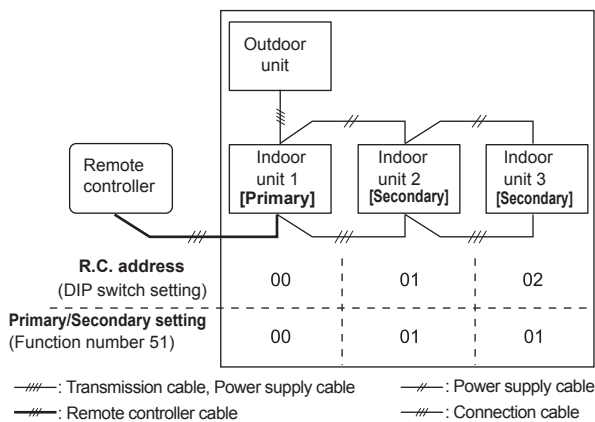 Outdoor
unit
Remote
controller
Indoor
unit 1
[Primary]
Indoor
unit 2
[Secondary]
Indoor
unit 3
[Secondary]
R.C. address
(DIP switch setting)
00
01
02
Primary/Secondary setting
(Function number 51)
00
01
01
: Transmission cable, Power supply cable
: Power supply cable
: Remote controller cable
: Connection cable